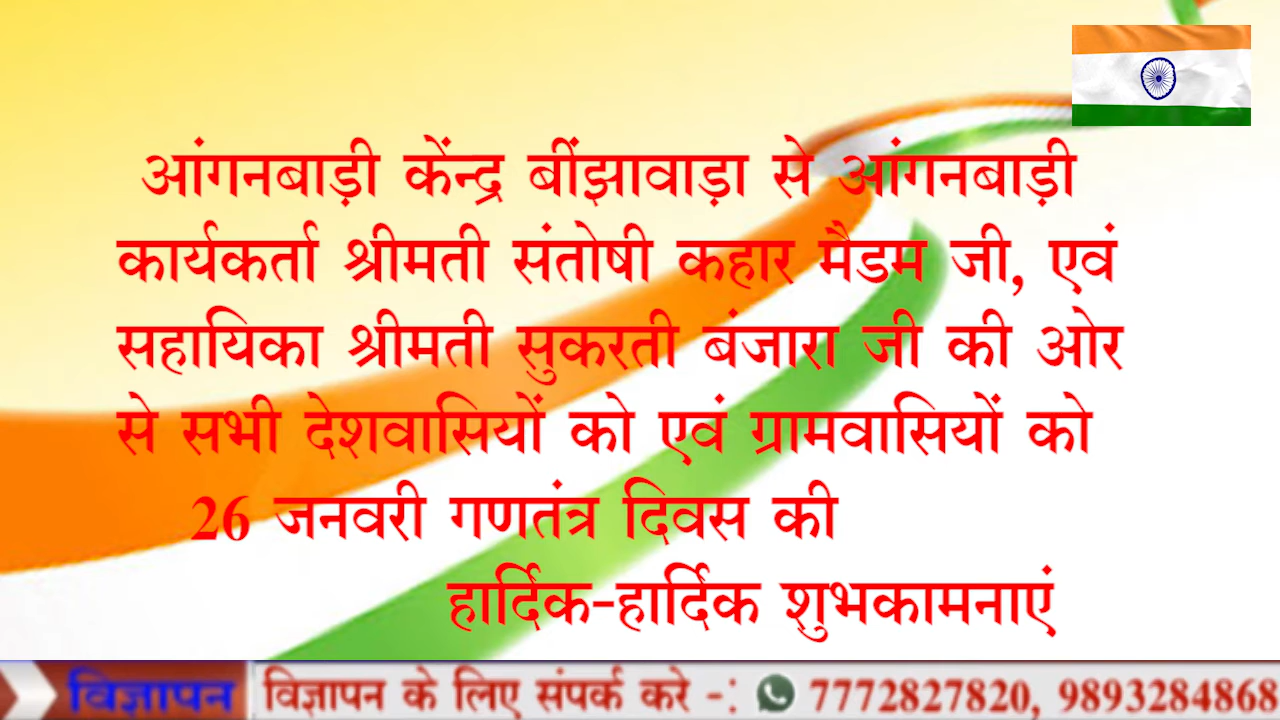 आंगनबाड़ी केंन्द्र बींझावाड़ा से आंगनबाड़ी
कार्यकर्ता श्रीमती संतोषी कहार मैडम जी, एवं
सहायिका श्रीमती सुकरती बंजारा जी की ओर
से सभी देशवासियों को एवं ग्रामवासियों को
26 जनवरी गणतंत्र दिवस की
हार्दिक-हार्दिक शुभकामनाएं
विज्ञापन विज्ञापन के लिए संपर्क करे -: 7772827820, 9893284868